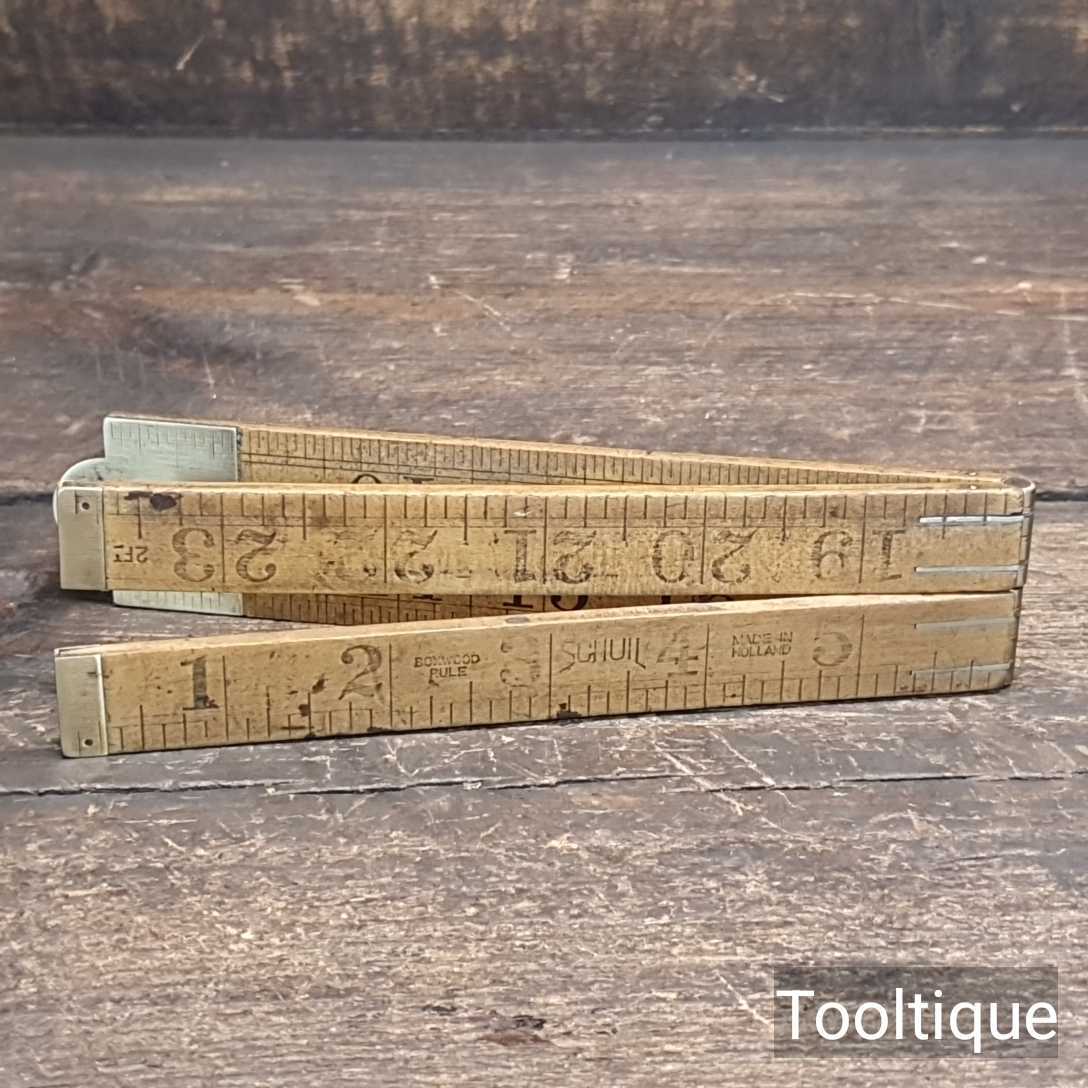 2FT 23 22 21 20 19
1 2 BOXWOOD RULE 3 SCHUIL 4 MADE IN HOLLAND 5
Tooltique